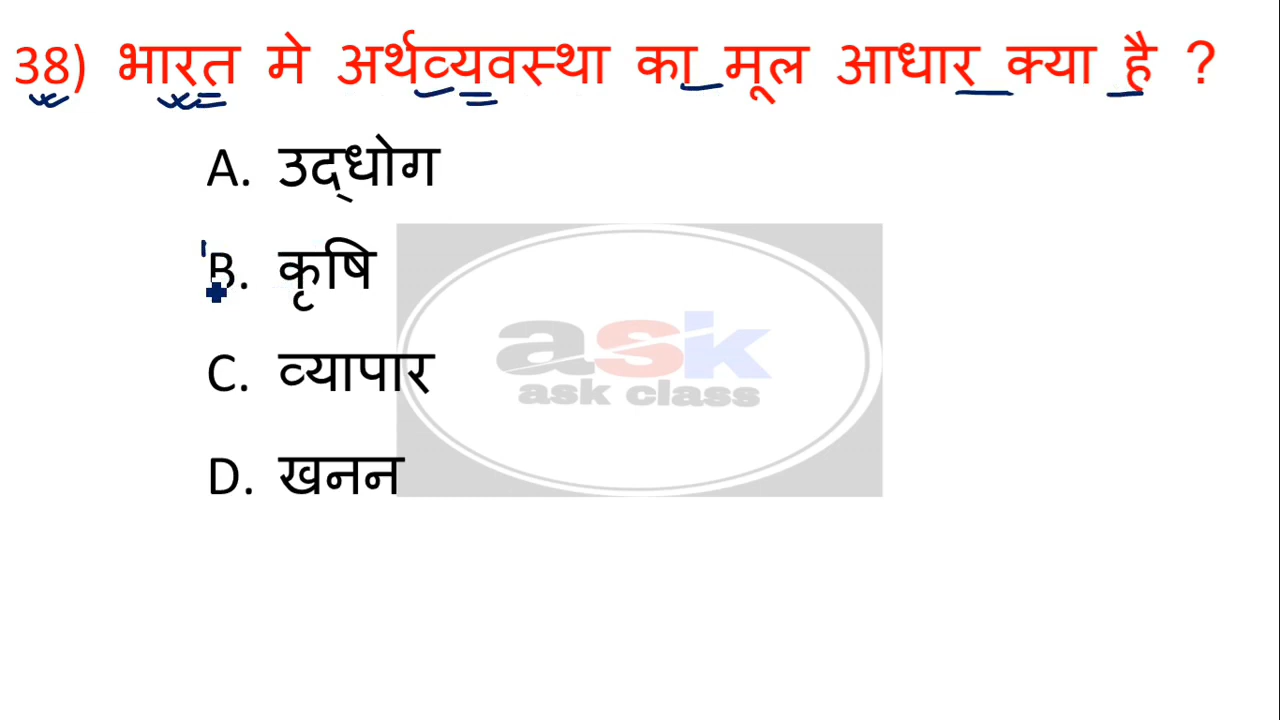 38) भारत मे अर्थव्यवस्था का मूल आधार क्या है ?
A. उद्धोग
B. कृषि
C. व्यापार
D. खनन
ask
ask class